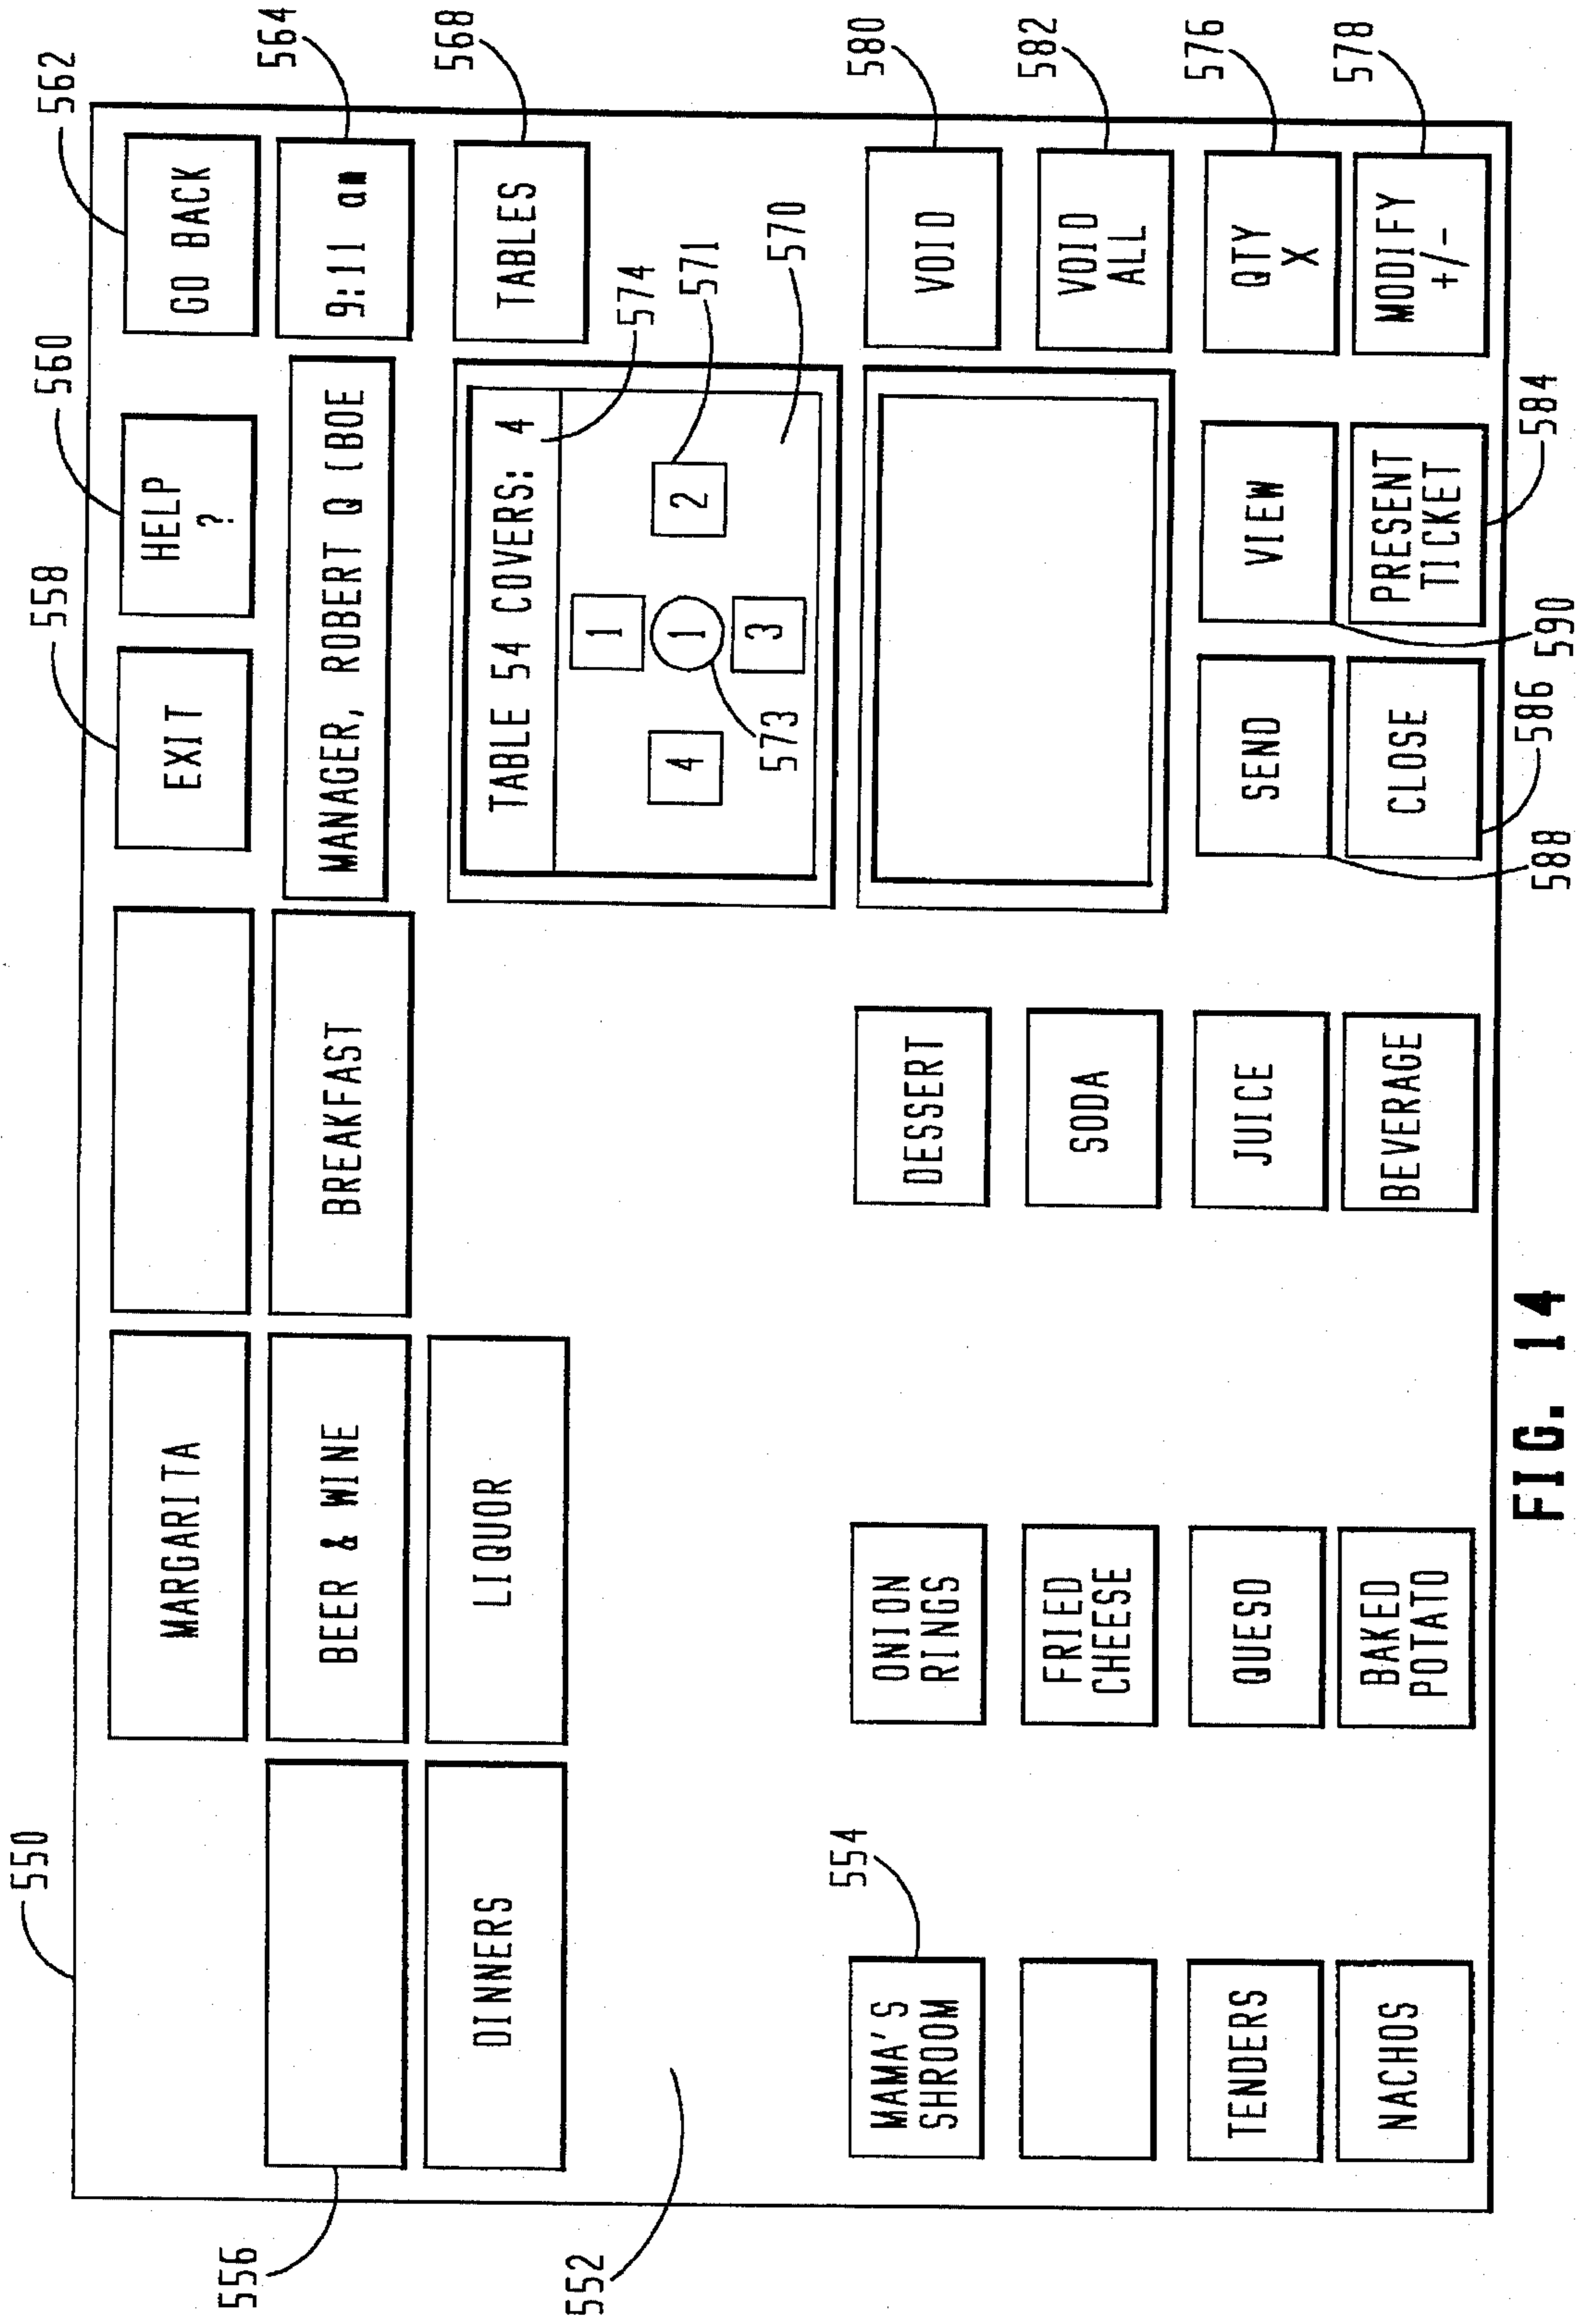 550
558
560
562
MARGARITA
EXIT
HELP
?
GO BACK
556
BEER & WINE
BREAKFAST
MANAGER, ROBERT Q (BOE
9:11 am
564
DINNERS
LIQUOR
TABLE 54 COVERS: 4
TABLES
568
574
1
4
1
2
571
3
573
570
552
554
MAMA'S
SHROOM
ONION
RINGS
DESSERT
VOID
580
FRIED
CHEESE
SODA
VOID
ALL
582
TENDERS
QUESO
JUICE
SEND
VIEW
QTY
X
576
NACHOS
BAKED
POTATO
BEVERAGE
CLOSE
PRESENT
TICKET
MODIFY
+/-
578
588
586
590
584
FIG. 14